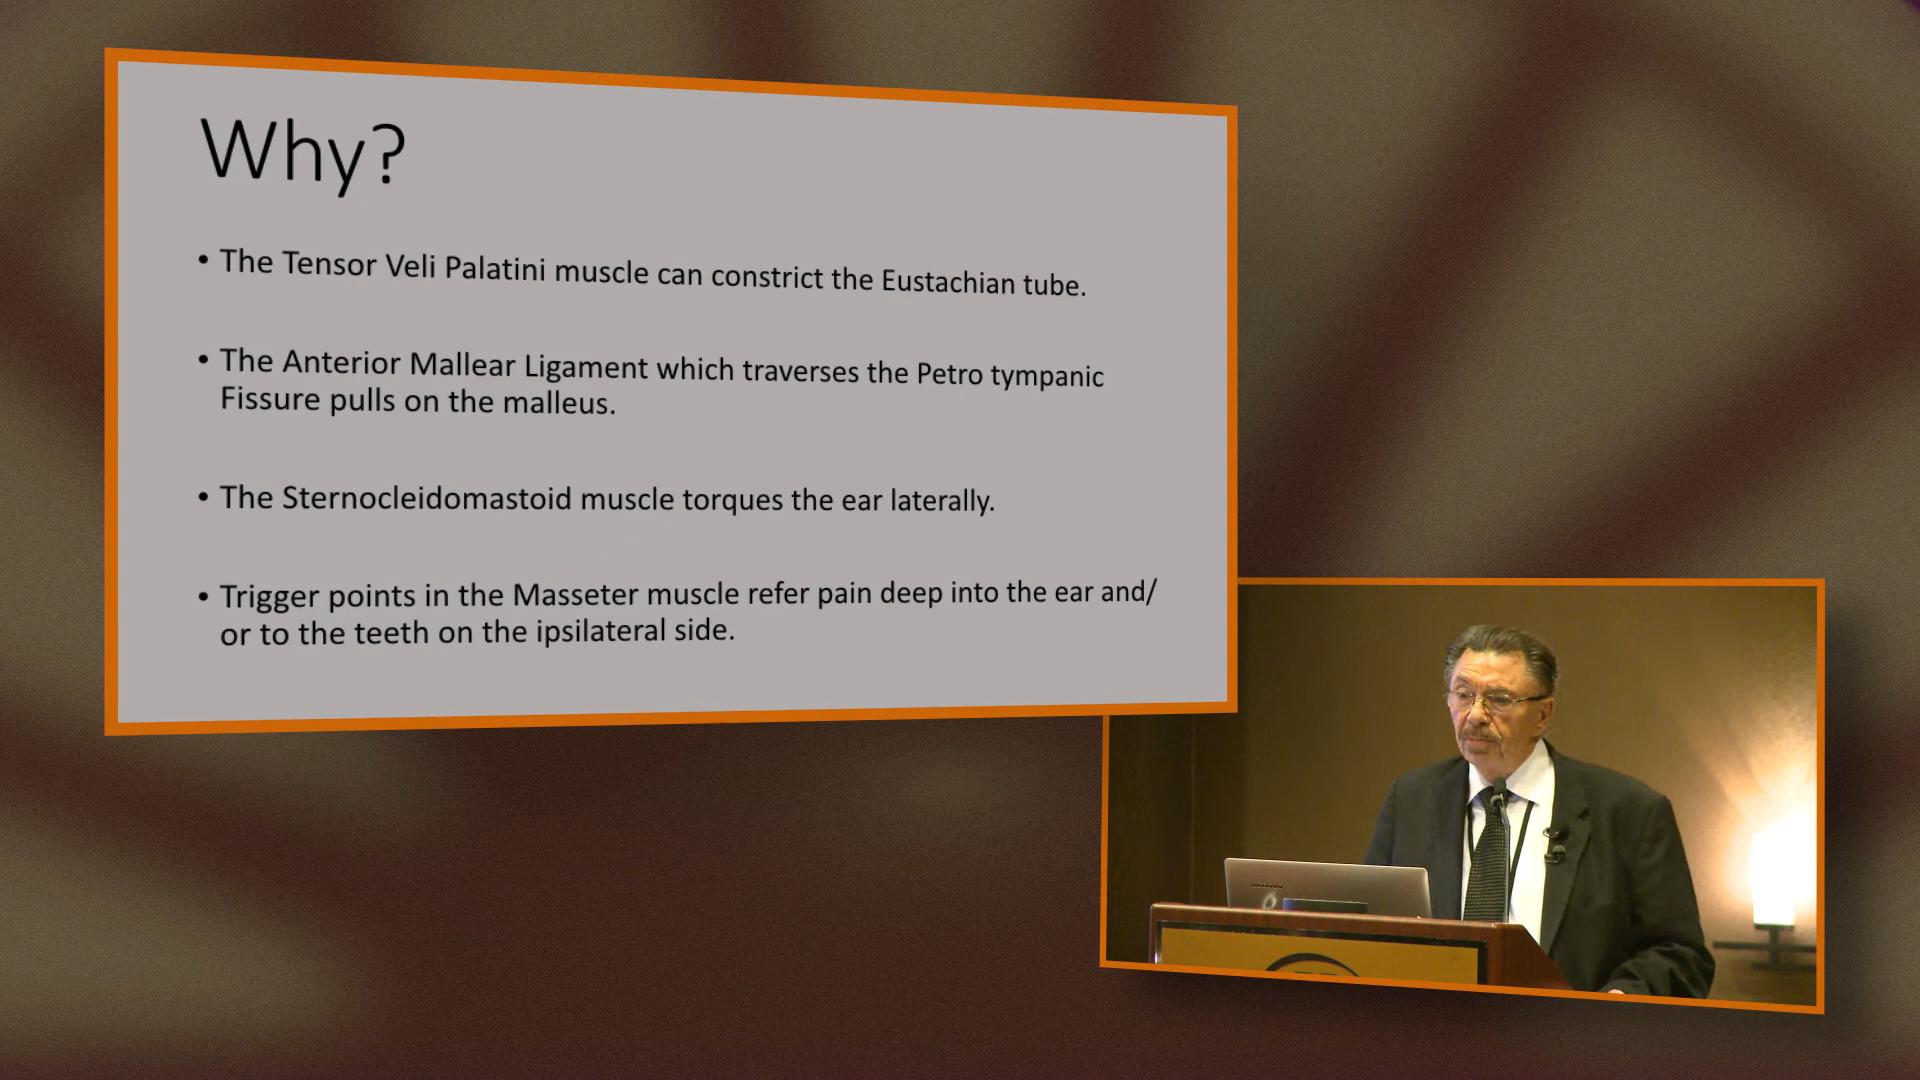 Why?
• The Tensor Veli Palatini muscle can constrict the Eustachian tube.
• The Anterior Mallear Ligament which traverses the Petro tympanic
Fissure pulls on the malleus.
• The Sternocleidomastoid muscle torques the ear laterally.
• Trigger points in the Masseter muscle refer pain deep into the ear and/
or to the teeth on the ipsilateral side.